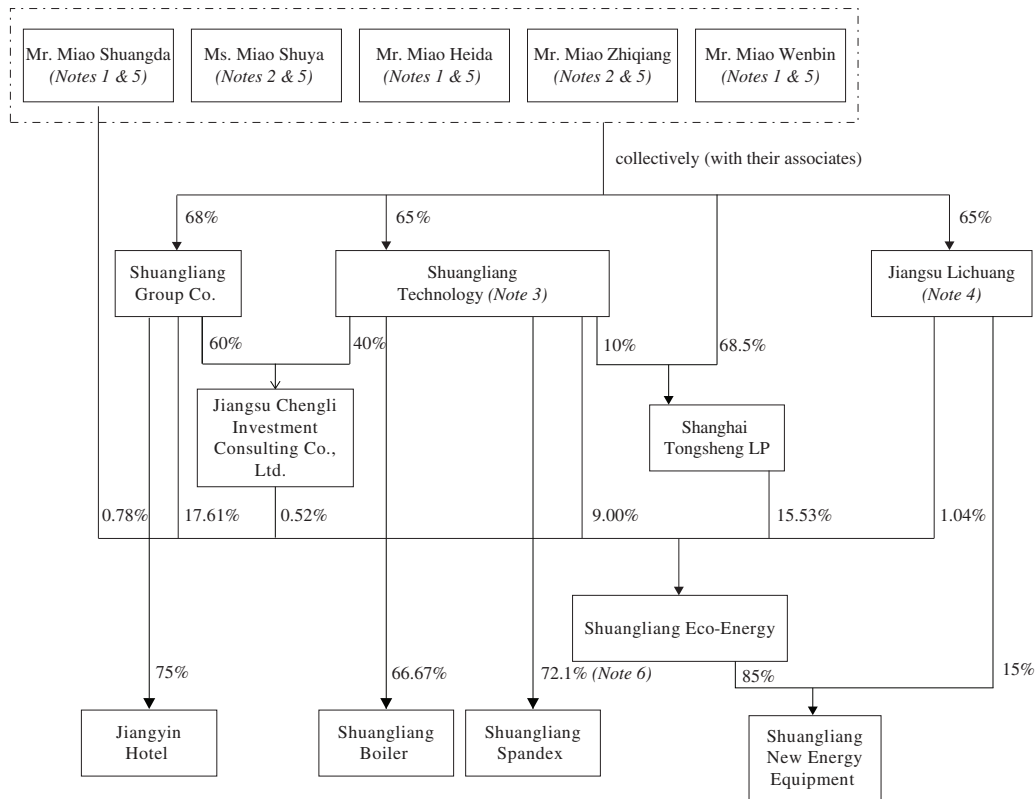 Mr. Miao Shuangda
(Notes 1 & 5)
Ms. Miao Shuya
(Notes 2 & 5)
Mr. Miao Heida
(Notes 1 & 5)
Mr. Miao Zhiqiang
(Notes 2 & 5)
Mr. Miao Wenbin
(Notes 1 & 5)
collectively (with their associates)
68%
65%
65%
Shuangliang
Group Co.
Shuangliang
Technology (Note 3)
Jiangsu Lichuang
(Note 4)
60%
40%
10%
68.5%
Jiangsu Chengli
Investment
Consulting Co.,
Ltd.
Shanghai
Tongsheng LP
0.78%
17.61%
0.52%
9.00%
15.53%
1.04%
Shuangliang Eco-Energy
75%
66.67%
72.1% (Note 6)
85%
15%
Jiangyin
Hotel
Shuangliang
Boiler
Shuangliang
Spandex
Shuangliang
New Energy
Equipment